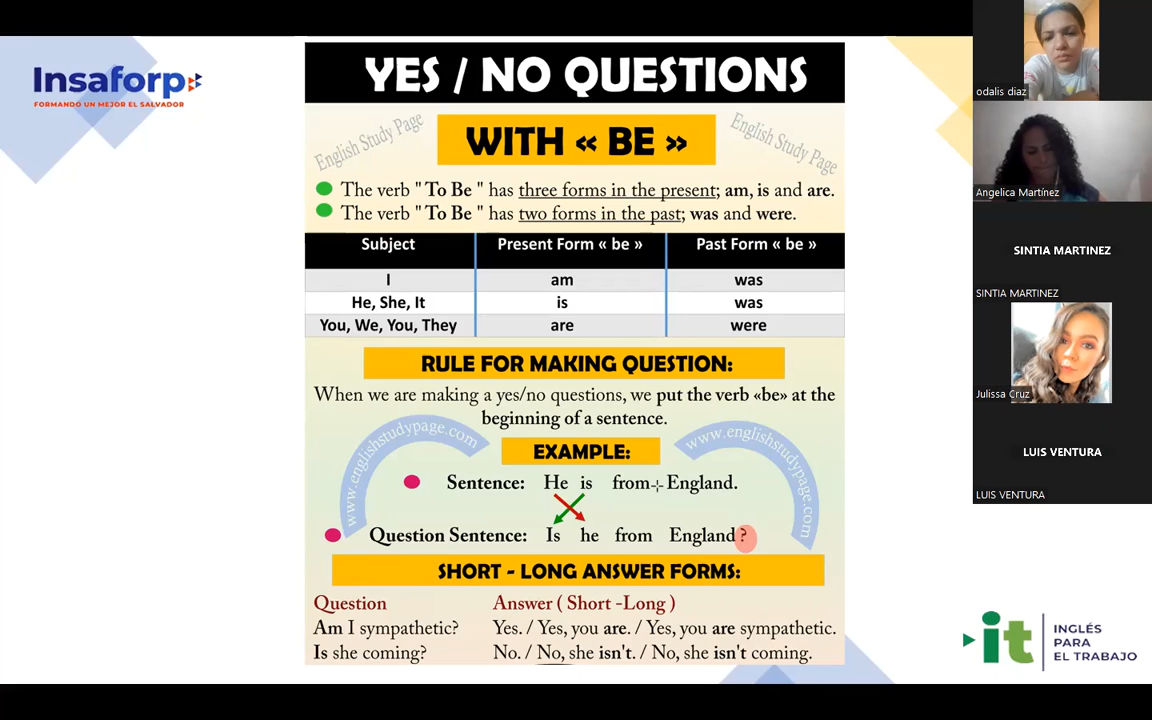 Insaforp
FORMANDO UN MEJOR EL SALVADOR
YES / NO QUESTIONS
English Study Page
WITH « BE »
English Study Page
The verb " To Be " has three forms in the present; am, is and are.
The verb " To Be " has two forms in the past; was and were.
Subject Present Form « be » Past Form « be »
I am was
He, She, It is was
You, We, You, They are were
RULE FOR MAKING QUESTION:
When we are making a yes/no questions, we put the verb «be» at the
beginning of a sentence.
www.englishstudypage.com
www.englishstudypage.com
EXAMPLE:
Sentence: He is from England.
Question Sentence: Is he from England ?
SHORT - LONG ANSWER FORMS:
Question Answer ( Short -Long )
Am I sympathetic? Yes. / Yes, you are. / Yes, you are sympathetic.
Is she coming? No. / No, she isn't. / No, she isn't coming.
it INGLÉS
PARA
EL TRABAJO
odalis diaz
Angelica Martínez
SINTIA MARTINEZ
SINTIA MARTINEZ
Julissa Cruz
LUIS VENTURA
LUIS VENTURA